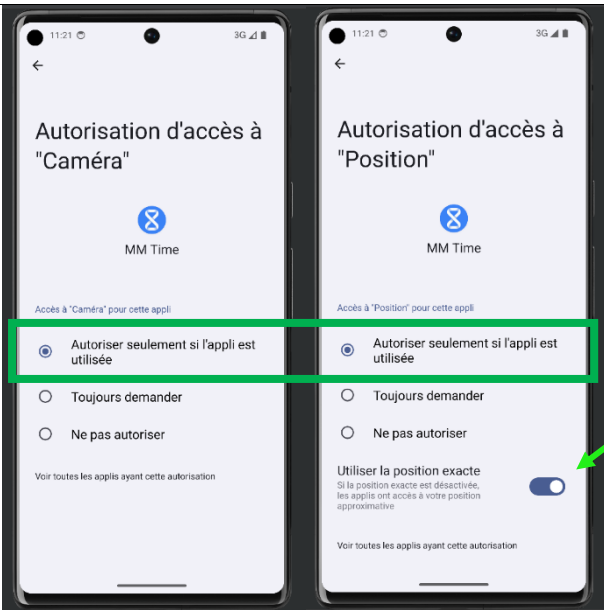 11:21
3G
Autorisation d'accès à
"Caméra"
MM Time
Accès à "Caméra" pour cette appli
Autoriser seulement si l'appli est
utilisée
Toujours demander
Ne pas autoriser
Voir toutes les applis ayant cette autorisation
11:21
3G
Autorisation d'accès à
"Position"
MM Time
Accès à "Position" pour cette appli
Autoriser seulement si l'appli est
utilisée
Toujours demander
Ne pas autoriser
Utiliser la position exacte
Si la position exacte est désactivée,
les applis ont accès à votre position
approximative
Voir toutes les applis ayant cette autorisation